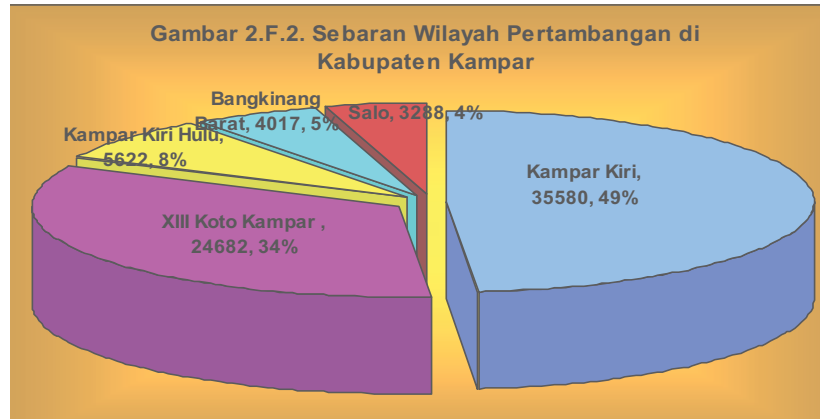 Gambar 2.F.2. Sebaran Wilayah Pertambangan di
Kabupaten Kampar
Bangkinang
Barat, 4017, 5%
Salo, 3288, 4%
Kampar Kiri Hulu,
5622, 8%
Kampar Kiri,
35580, 49%
XIII Koto Kampar ,
24682, 34%